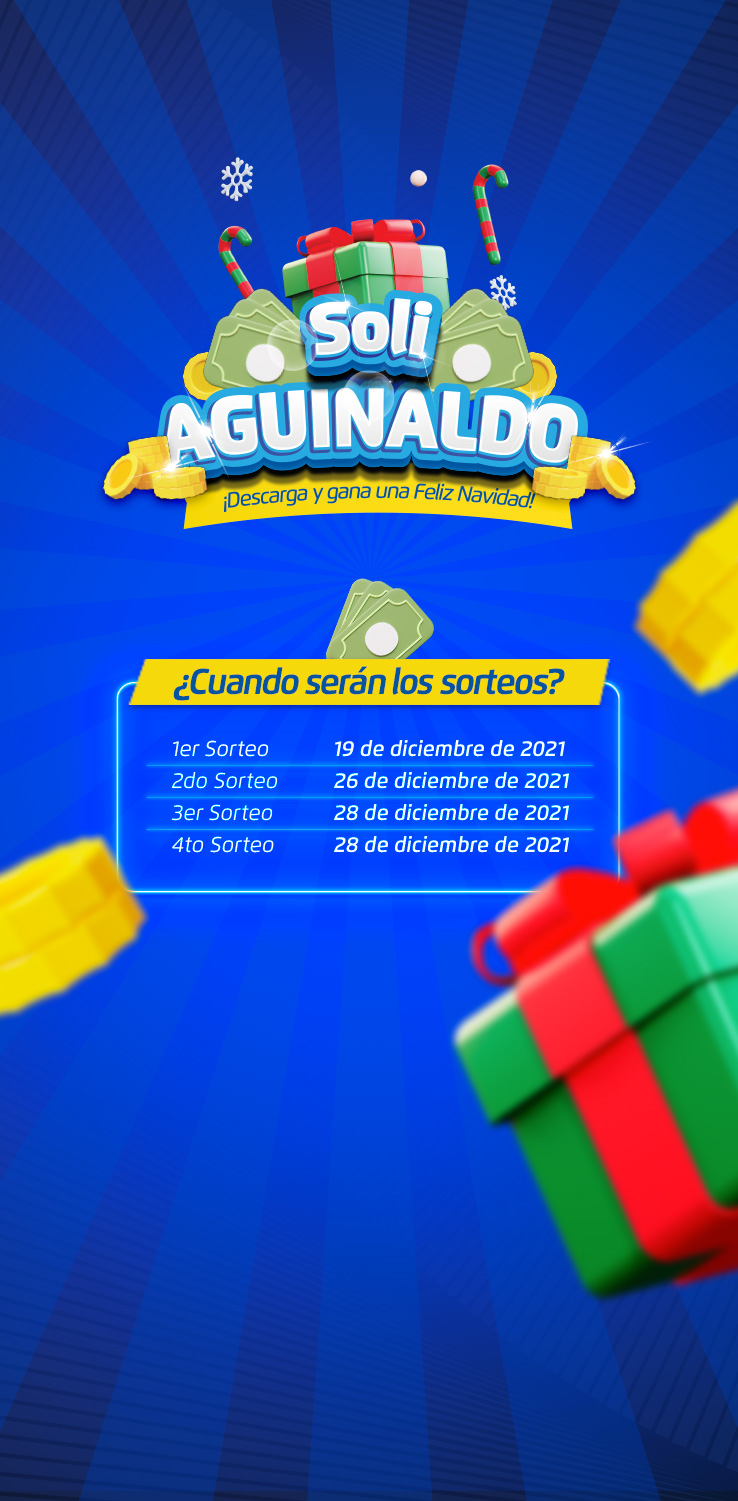 Soli
AGUINALDO
¡Descarga y gana una Feliz Navidad!
¿Cuando serán los sorteos?
1er Sorteo 19 de diciembre de 2021
2do Sorteo 26 de diciembre de 2021
3er Sorteo 28 de diciembre de 2021
4to Sorteo 28 de diciembre de 2021